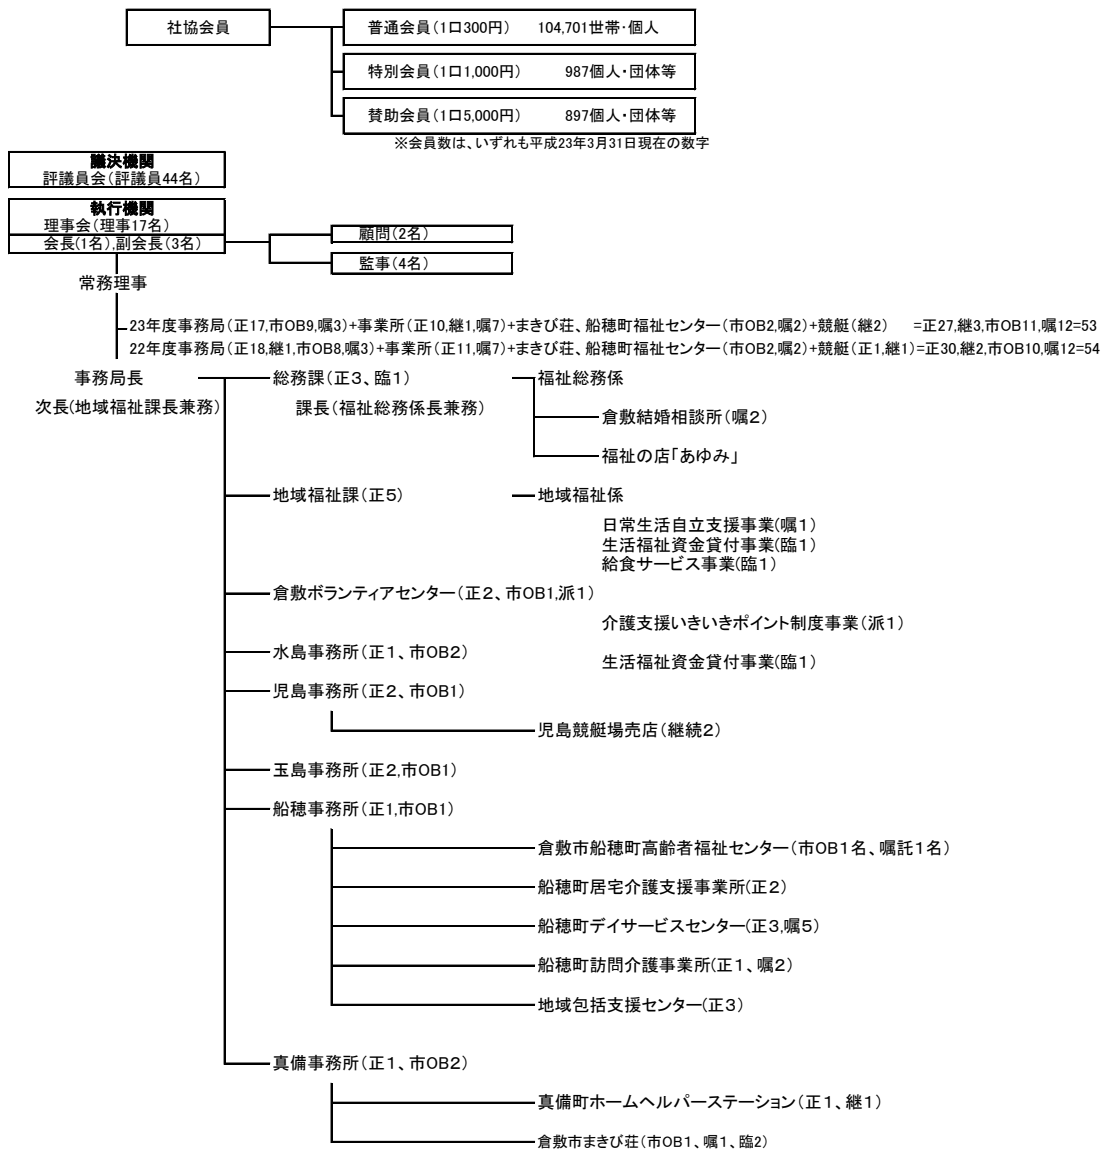 社協会員
普通会員(1口300円) 104,701世帯・個人
特別会員(1口1,000円) 987個人・団体等
賛助会員(1口5,000円) 897個人・団体等
※会員数は、いずれも平成23年3月31日現在の数字
議決機関
評議員会(評議員44名)
執行機関
理事会(理事17名)
会長(1名),副会長(3名)
顧問(2名)
監事(4名)
常務理事
23年度事務局(正17,市OB9,嘱3)+事業所(正10,継1,嘱7)+まきび荘、船穂町福祉センター(市OB2,嘱2)+競艇(継2) =正27,継3,市OB11,嘱12=53
22年度事務局(正18,継1,市OB8,嘱3)+事業所(正11,嘱7)+まきび荘、船穂町福祉センター(市OB2,嘱2)+競艇(正1,継1)=正30,継2,市OB10,嘱12=54
事務局長 総務課(正3、臨1) 福祉総務係
次長(地域福祉課長兼務) 課長(福祉総務係長兼務)
倉敷結婚相談所(嘱2)
福祉の店「あゆみ」
地域福祉課(正5) 地域福祉係
日常生活自立支援事業(嘱1)
生活福祉資金貸付事業(臨1)
給食サービス事業(臨1)
倉敷ボランティアセンター(正2、市OB1,派1)
介護支援いきいきポイント制度事業(派1)
水島事務所(正1、市OB2)
生活福祉資金貸付事業(臨1)
児島事務所(正2、市OB1)
児島競艇場売店(継続2)
玉島事務所(正2,市OB1)
船穂事務所(正1,市OB1)
倉敷市船穂町高齢者福祉センター(市OB1名、嘱託1名)
船穂町居宅介護支援事業所(正2)
船穂町デイサービスセンター(正3,嘱5)
船穂町訪問介護事業所(正1、嘱2)
地域包括支援センター(正3)
真備事務所(正1、市OB2)
真備町ホームヘルパーステーション(正1、継1)
倉敷市まきび荘(市OB1、嘱1、臨2)